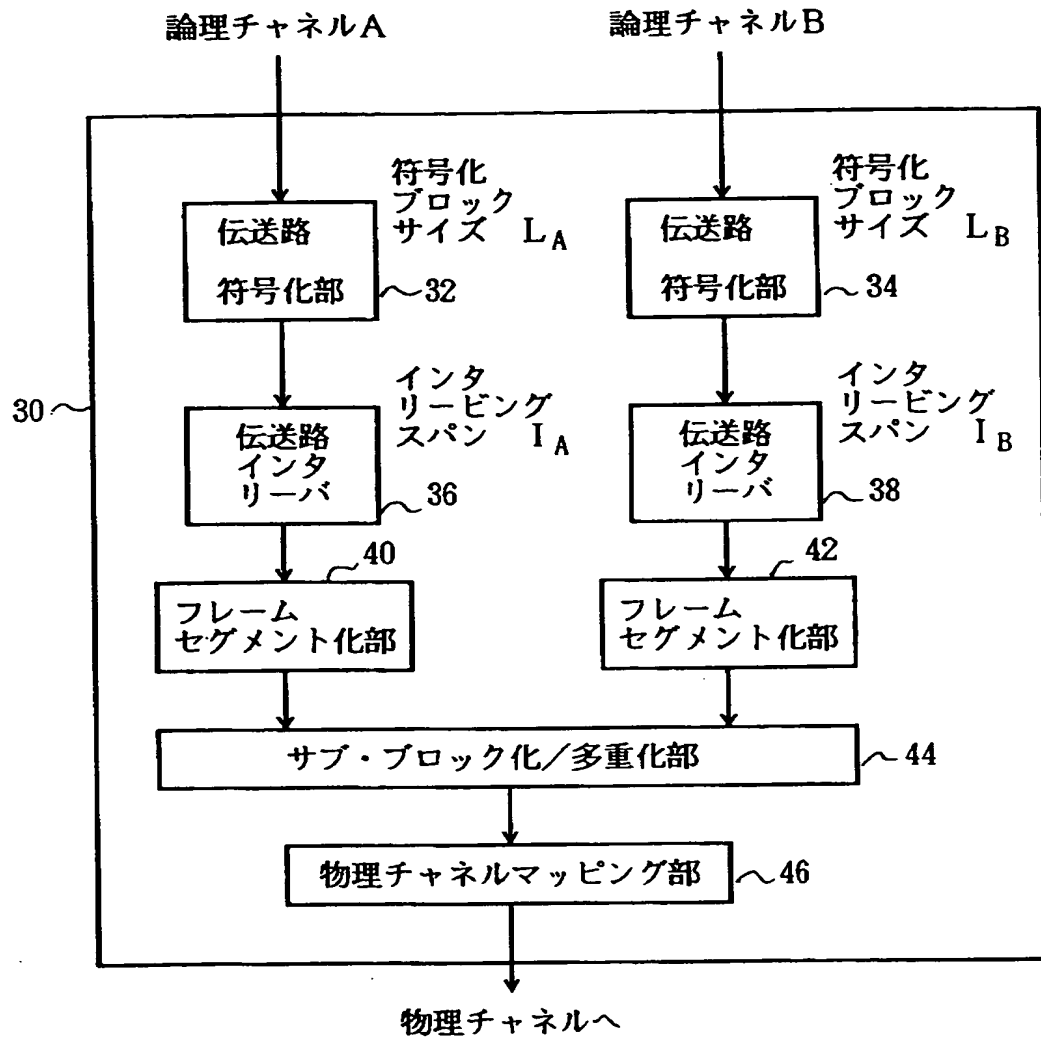 論理チャネルA
論理チャネルB
伝送路
符号化部
符号化
ブロック
サイズ LA
32
伝送路
符号化部
符号化
ブロック
サイズ LB
34
30
伝送路
インタ
リーバ
インタ
リービング
スパン IA
36
伝送路
インタ
リーバ
インタ
リービング
スパン IB
38
40
フレーム
セグメント化部
42
フレーム
セグメント化部
サブ・ブロック化/多重化部
44
物理チャネルマッピング部
46
物理チャネルへ